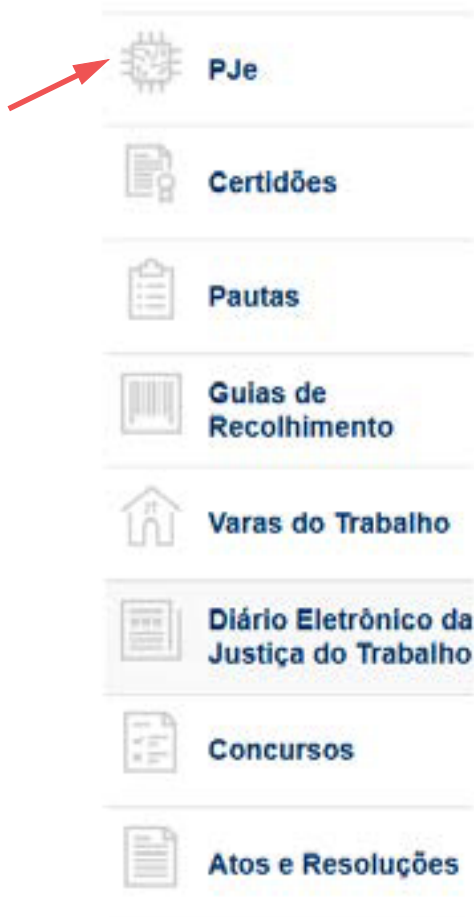 PJe
Certidões
Pautas
Guias de
Recolhimento
Varas do Trabalho
Diário Eletrônico da
Justiça do Trabalho
Concursos
Atos e Resoluções